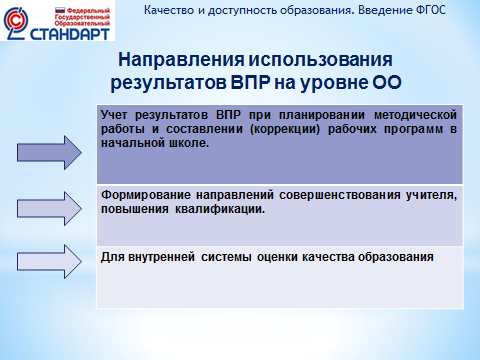 Федеральный
Государственный
Образовательный
СТАНДАРТ
Качество и доступность образования. Введение ФГОС
Направления использования
результатов ВПР на уровне ОО
Учет результатов ВПР при планировании методической
работы и составлении (коррекции) рабочих программ в
начальной школе.
Формирование направлений совершенствования учителя,
повышения квалификации.
Для внутренней системы оценки качества образования